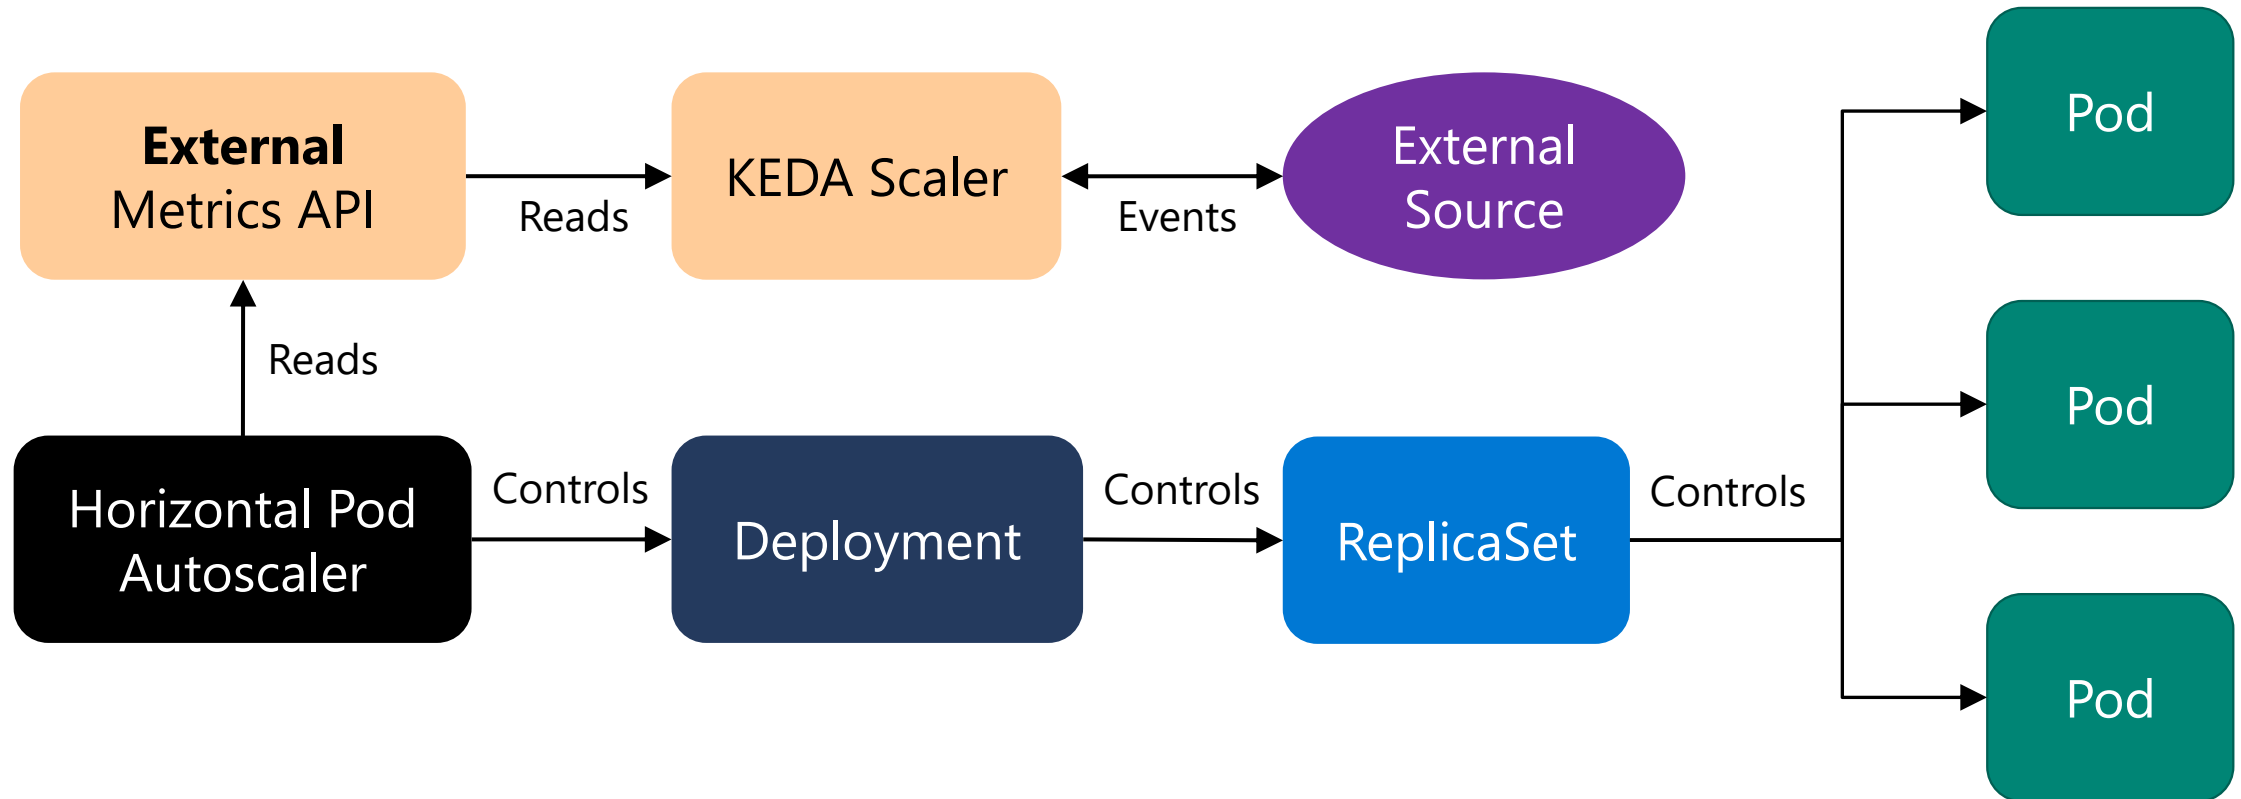 External
Metrics API
Reads
KEDA Scaler
Events
External
Source
Pod
Reads
Horizontal Pod
Autoscaler
Controls
Deployment
Controls
ReplicaSet
Controls
Pod
Pod